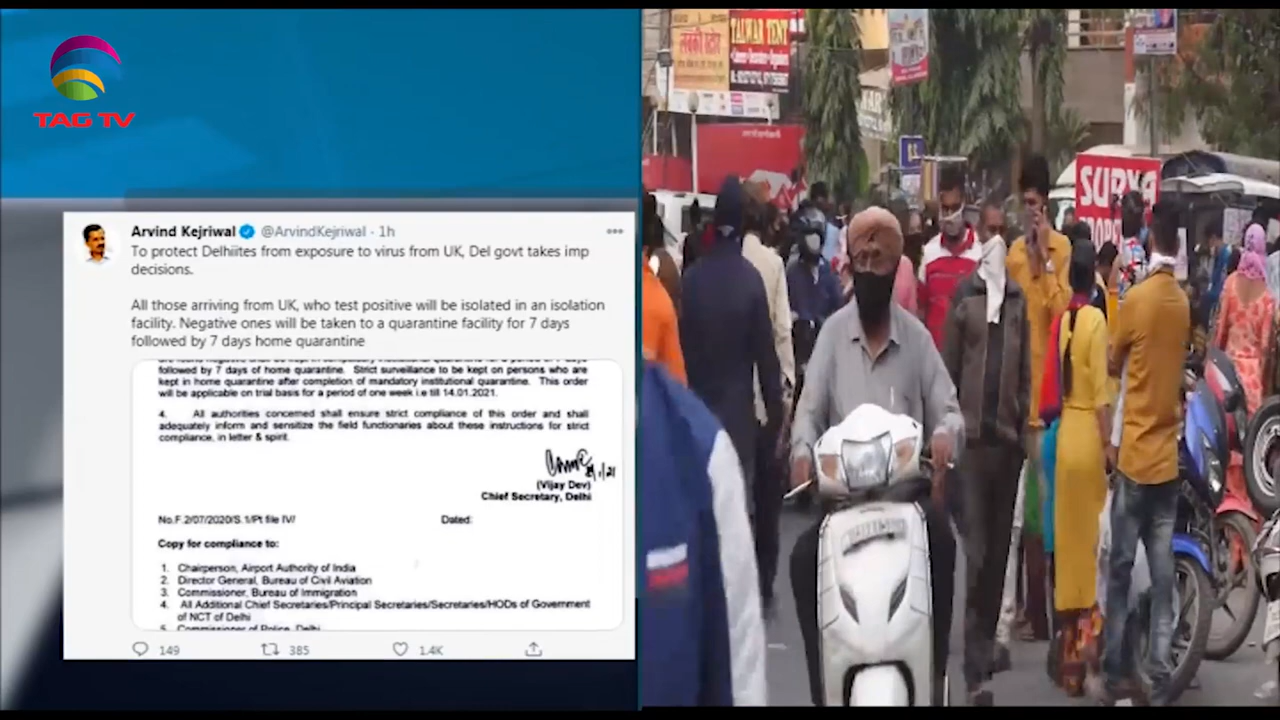 TAG TV
Arvind Kejriwal @ArvindKejriwal · 1h
To protect Delhiites from exposure to virus from UK, Del govt takes imp
decisions.
All those arriving from UK, who test positive will be isolated in an isolation
facility. Negative ones will be taken to a quarantine facility for 7 days
followed by 7 days home quarantine
followed by 7 days of home quarantine. Strict surveillance to be kept on persons who are
kept in home quarantine after completion of mandatory institutional quarantine. This order
will be applicable on trial basis for a period of one week i.e till 14.01.2021.
4. All authorities concerned shall ensure strict compliance of this order and shall
adequately inform and sensitize the field functionaries about these instructions for strict
compliance, in letter & spirit.
(Vijay Dev)
Chief Secretary, Delhi
No.F.2/07/2020/S.1/Pt file IV/ Dated:
Copy for compliance to:
1. Chairperson, Airport Authority of India
2. Director General, Bureau of Civil Aviation
3. Commissioner, Bureau of Immigration
4. All Additional Chief Secretaries/Principal Secretaries/Secretaries/HODs of Government
of NCT of Delhi
5. Commissioner of Police, Delhi
149 385 1.4K
TALWAR TENT
SURYA